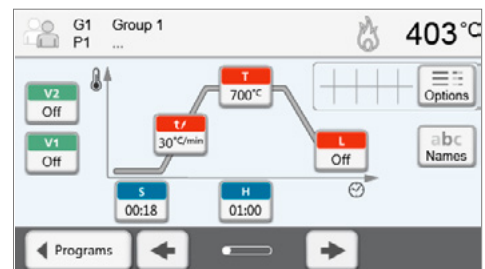 G1 Group 1
P1 ...
403°C
V2
Off
V1
Off
T
700°C
t/
30°C/min
L
Off
Options
abc
Names
S
00:18
H
01:00
Programs